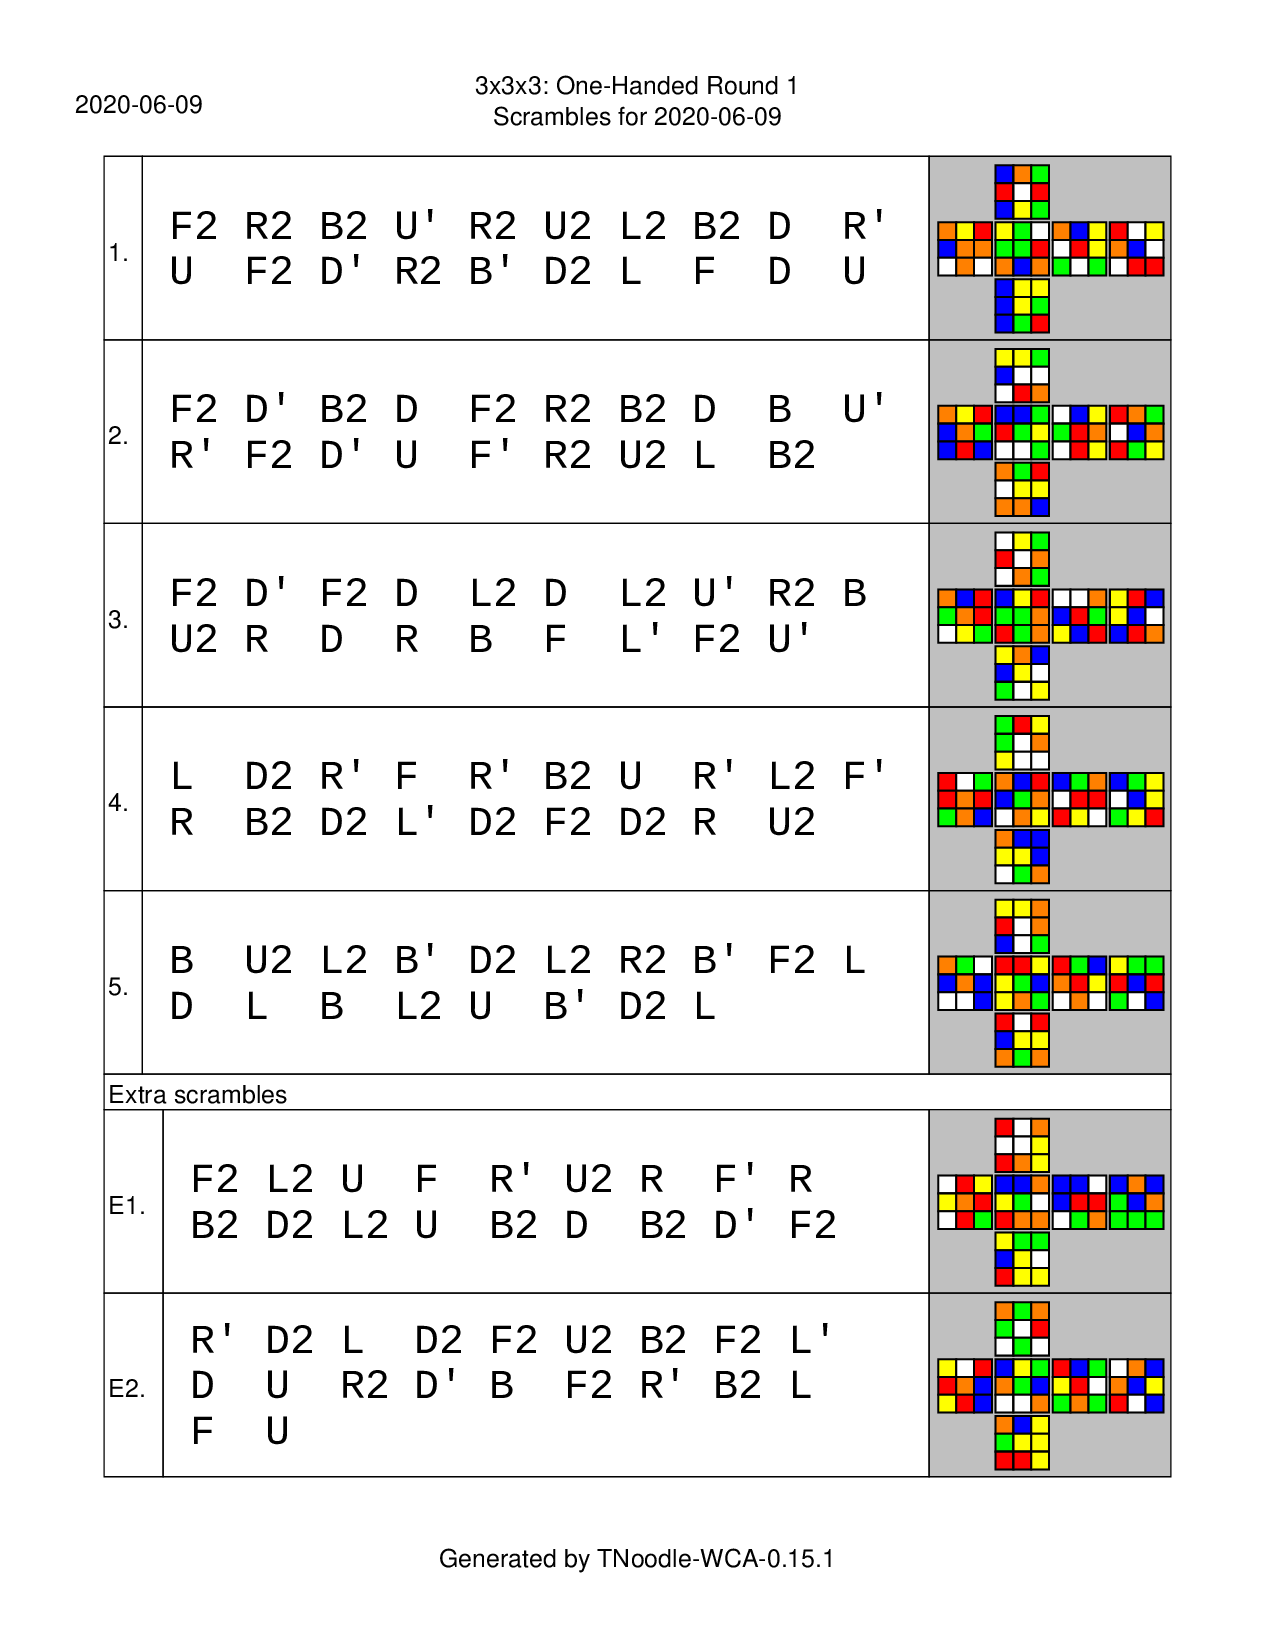 2020-06-09
3x3x3: One-Handed Round 1
Scrambles for 2020-06-09
1.
F2 R2 B2 U' R2 U2 L2 B2 D R'
U F2 D' R2 B' D2 L F D U
2.
F2 D' B2 D F2 R2 B2 D B U'
R' F2 D' U F' R2 U2 L B2
3.
F2 D' F2 D L2 D L2 U' R2 B
U2 R D R B F L' F2 U'
4.
L D2 R' F R' B2 U R' L2 F'
R B2 D2 L' D2 F2 D2 R U2
5.
B U2 L2 B' D2 L2 R2 B' F2 L
D L B L2 U B' D2 L
Extra scrambles
E1.
F2 L2 U F R' U2 R F' R
B2 D2 L2 U B2 D B2 D' F2
E2.
R' D2 L D2 F2 U2 B2 F2 L'
D U R2 D' B F2 R' B2 L
F U
Generated by TNoodle-WCA-0.15.1